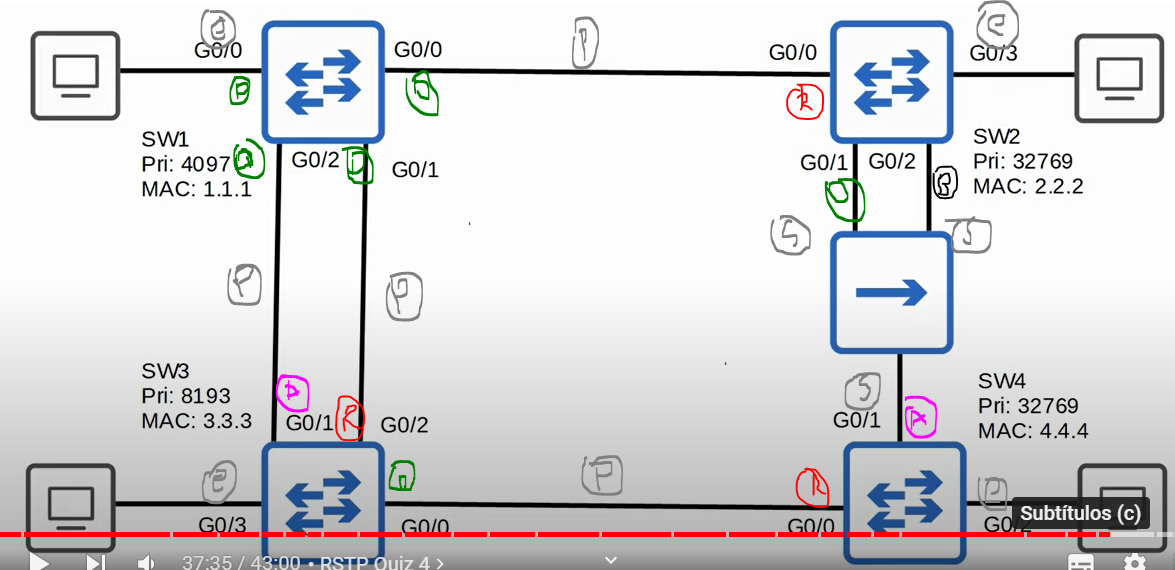 E
E
G0/0
G0/0
P
G0/0
G0/3
D
D
R
SW1
Pri: 4097
MAC: 1.1.1
D
G0/2
D
G0/1
G0/1
G0/2
SW2
Pri: 32769
MAC: 2.2.2
D
B
S
S
P
P
SW3
Pri: 8193
MAC: 3.3.3
SW4
Pri: 32769
MAC: 4.4.4
S
G0/1
G0/1
R
G0/2
E
P
R
G0/3
G0/0
G0/0
G0/2
Subtítulos (c)
37:35 / 43:00 • RSTP Quiz 4 >